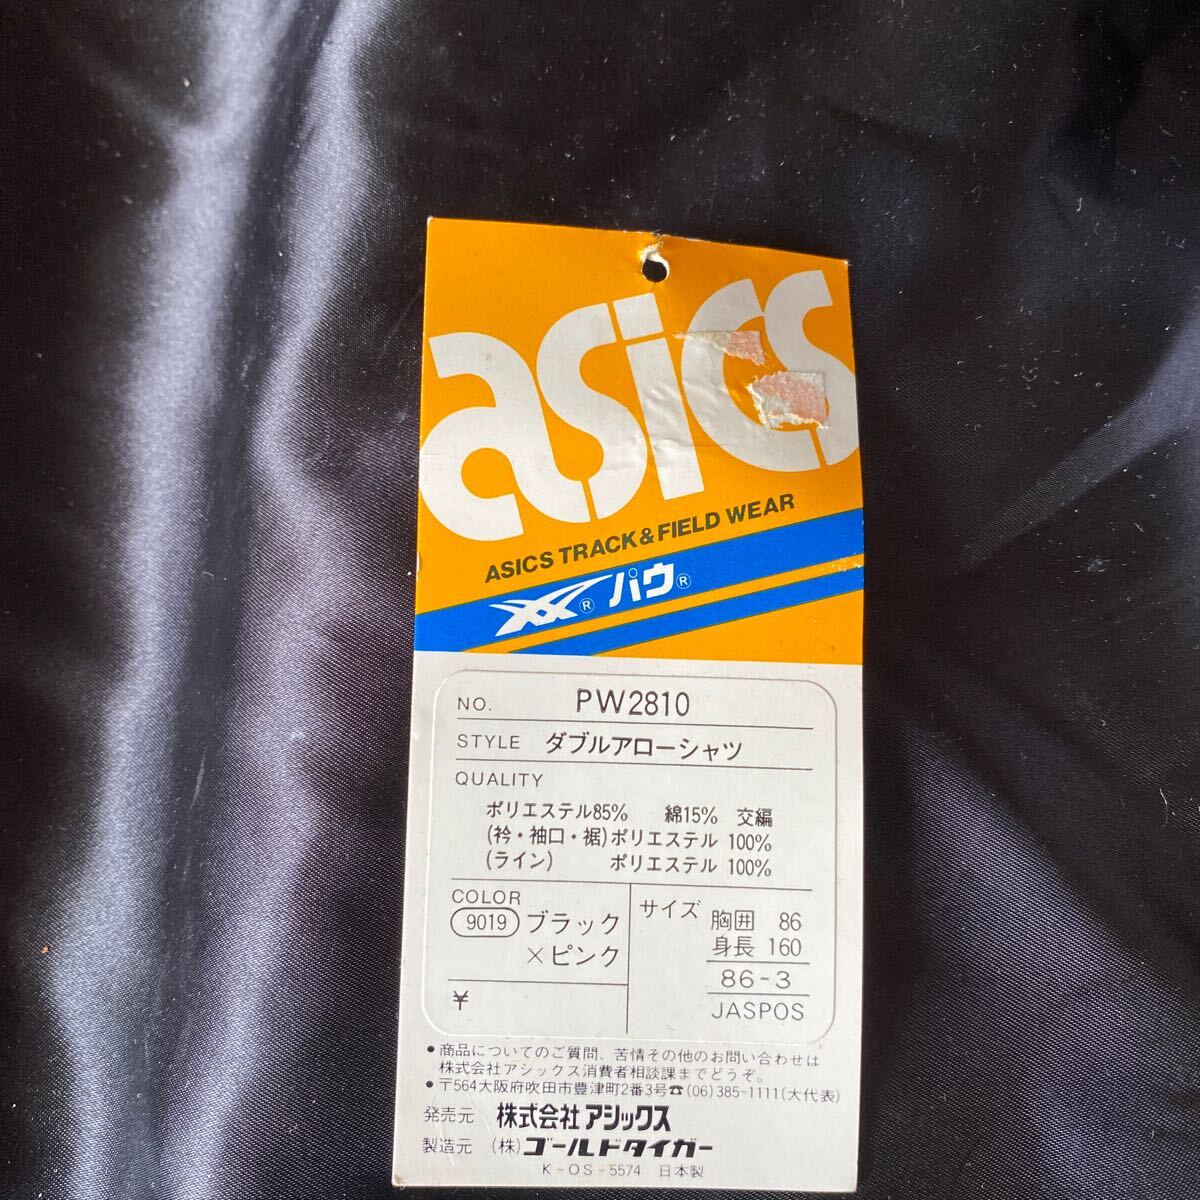 asics
ASICS TRACK & FIELD WEAR
® パウ®
NO. PW2810
STYLE ダブルアローシャツ
QUALITY
ポリエステル85% 綿15% 交編
(衿・袖口・裾)ポリエステル 100%
(ライン) ポリエステル 100%
COLOR
9019 ブラック
×ピンク
¥
サイズ 胸囲 86
身長 160
86-3
JASPOS
●商品についてのご質問、苦情その他のお問い合わせは
株式会社アシックス消費者相談課までどうぞ。
●〒564大阪府吹田市豊津町2番3号☎(06)385-1111(大代表)
発売元 株式会社アシックス
製造元 (株)ゴールドタイガー
K-OS-5574 日本製